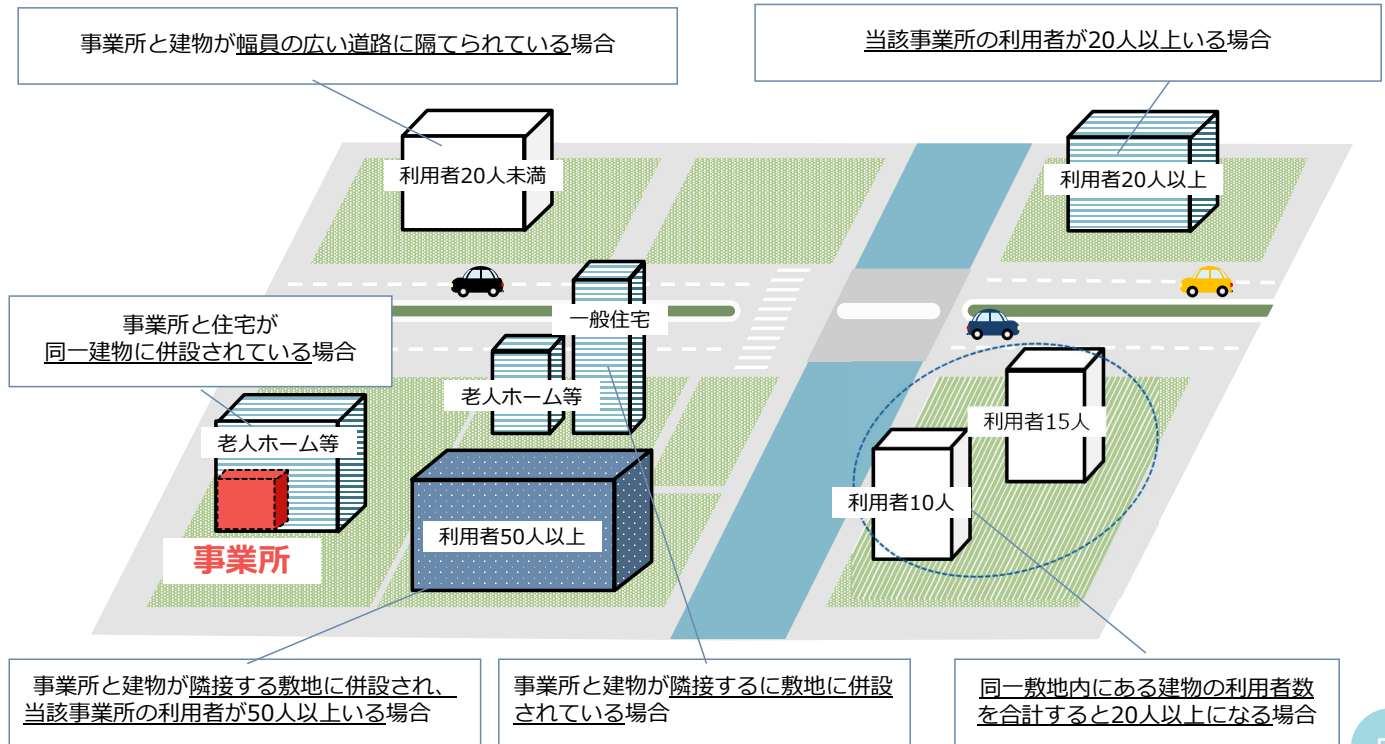 事業所と建物が幅員の広い道路に隔てられている場合
当該事業所の利用者が20人以上いる場合
利用者20人未満
利用者20人以上
事業所と住宅が
同一建物に併設されている場合
一般住宅
老人ホーム等
老人ホーム等
利用者15人
利用者10人
利用者50人以上
事業所
事業所と建物が隣接する敷地に併設され、
当該事業所の利用者が50人以上いる場合
事業所と建物が隣接するに敷地に併設
されている場合
同一敷地内にある建物の利用者数
を合計すると20人以上になる場合